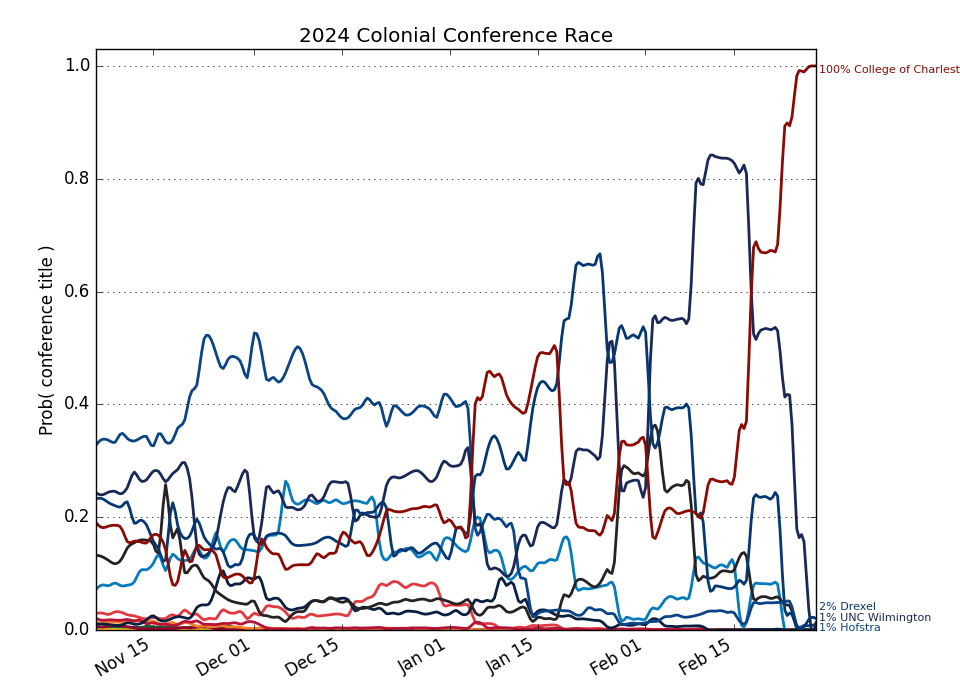 2024 Colonial Conference Race
Prob( conference title )
1.0
0.8
0.6
0.4
0.2
0.0
Nov 15
Dec 01
Dec 15
Jan 01
Jan 15
Feb 01
Feb 15
100% College of Charlest
2% Drexel
1% UNC Wilmington
1% Hofstra